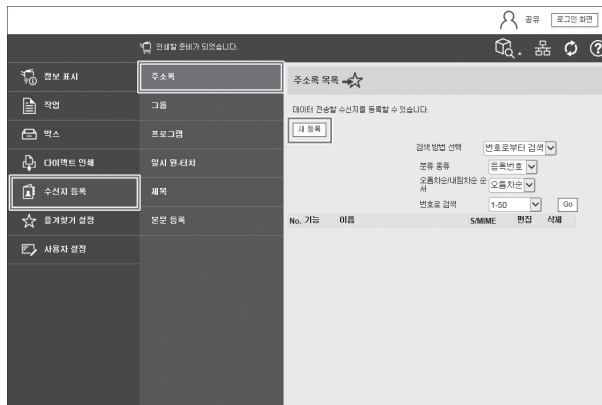 공유 로그인 화면
인쇄할 준비가 되었습니다.
정보 표시
작업
박스
다이렉트 인쇄
수신지 등록
즐겨찾기 설정
사용자 설정
주소록
그룹
프로그램
일시 원터치
제목
본문 등록
주소록 목록
데이터 전송할 수신지를 등록할 수 있습니다.
새 등록
검색 방법 선택 번호로부터 검색
분류 종류 등록번호
오름차순/내림차순 순서 오름차순
번호로 검색 1-50 Go
No. 기능 이름 S/MIME 편집 삭제